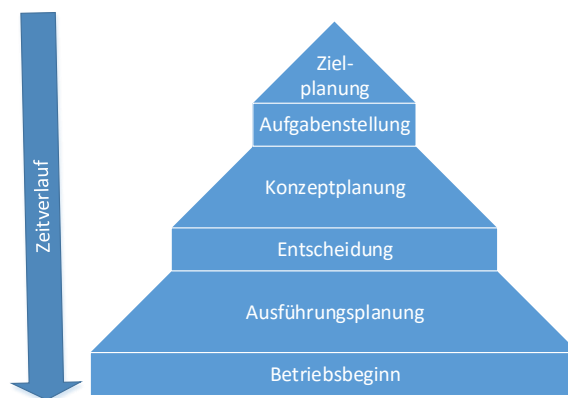 Ziel-
planung
Aufgabenstellung
Konzeptplanung
Zeitverlauf
Entscheidung
Ausführungsplanung
Betriebsbeginn